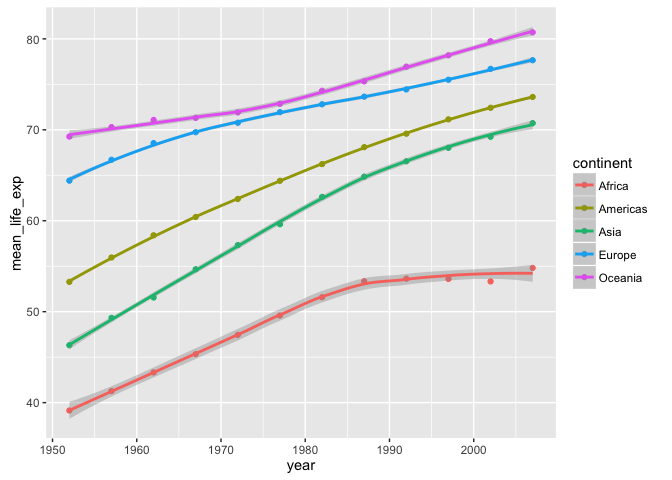 mean_life_exp
80
70
60
50
40
1950
1960
1970
1980
1990
2000
year
continent
Africa
Americas
Asia
Europe
Oceania